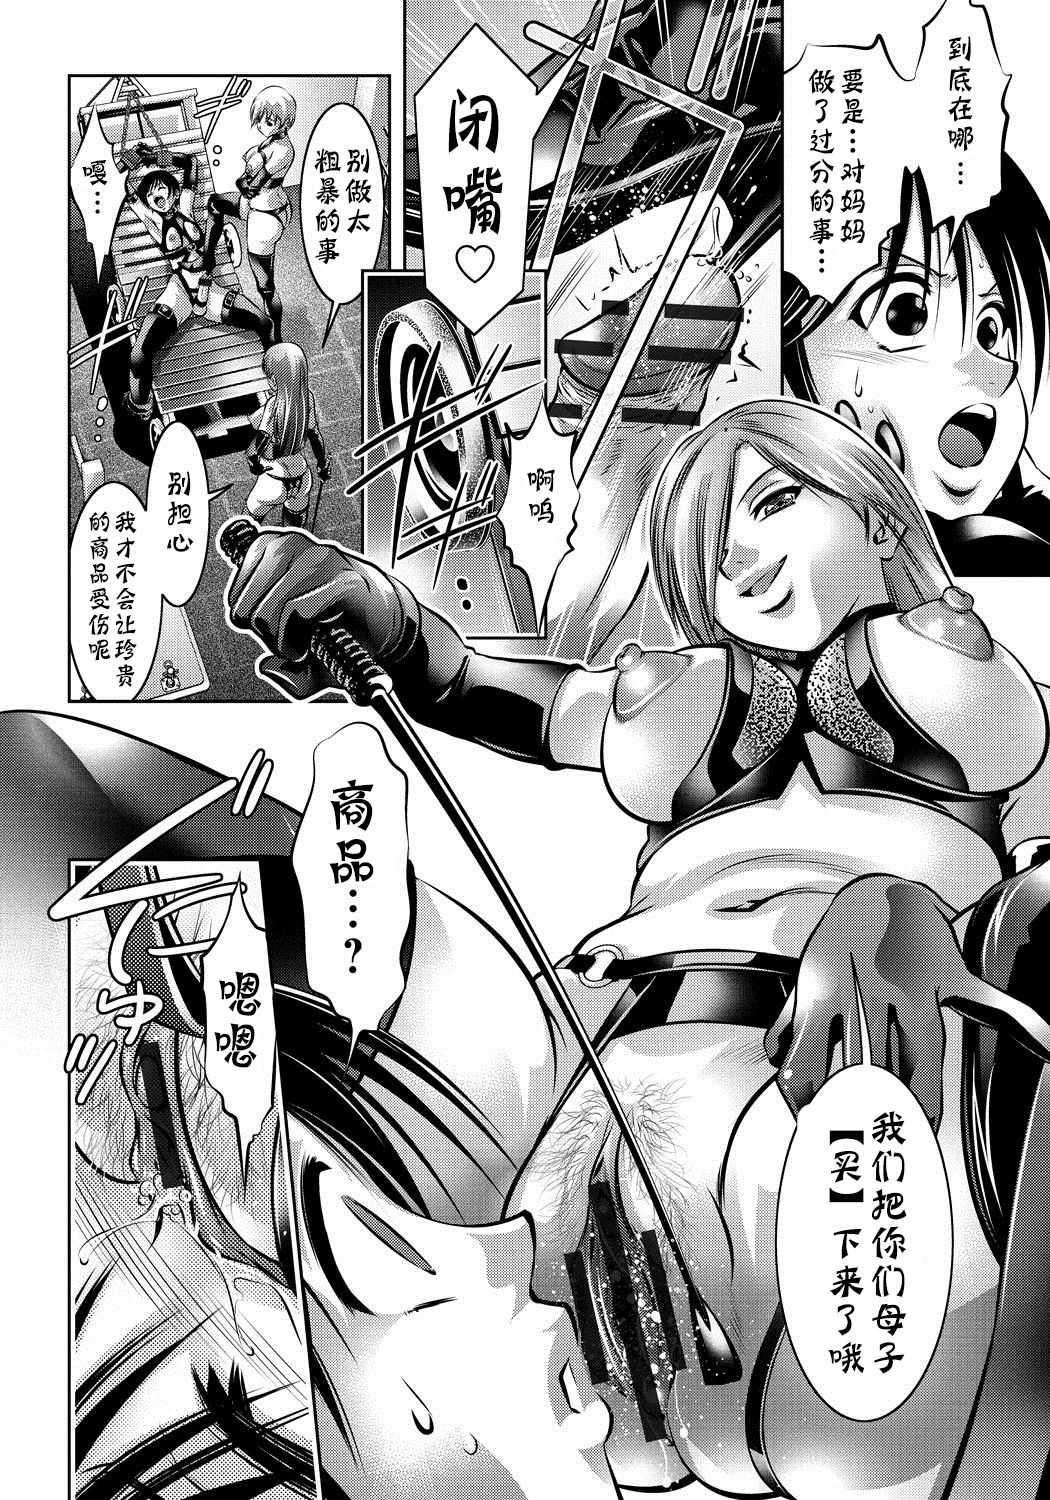 到底在哪…
要是…对妈妈
做了过分的事…
闭嘴♡
别做太
粗暴的事
嘎…
啊呜
别担心
我才不会让珍贵
的商品受伤呢
商品…?
嗯嗯
我们把你们母子
【买】下来了哦